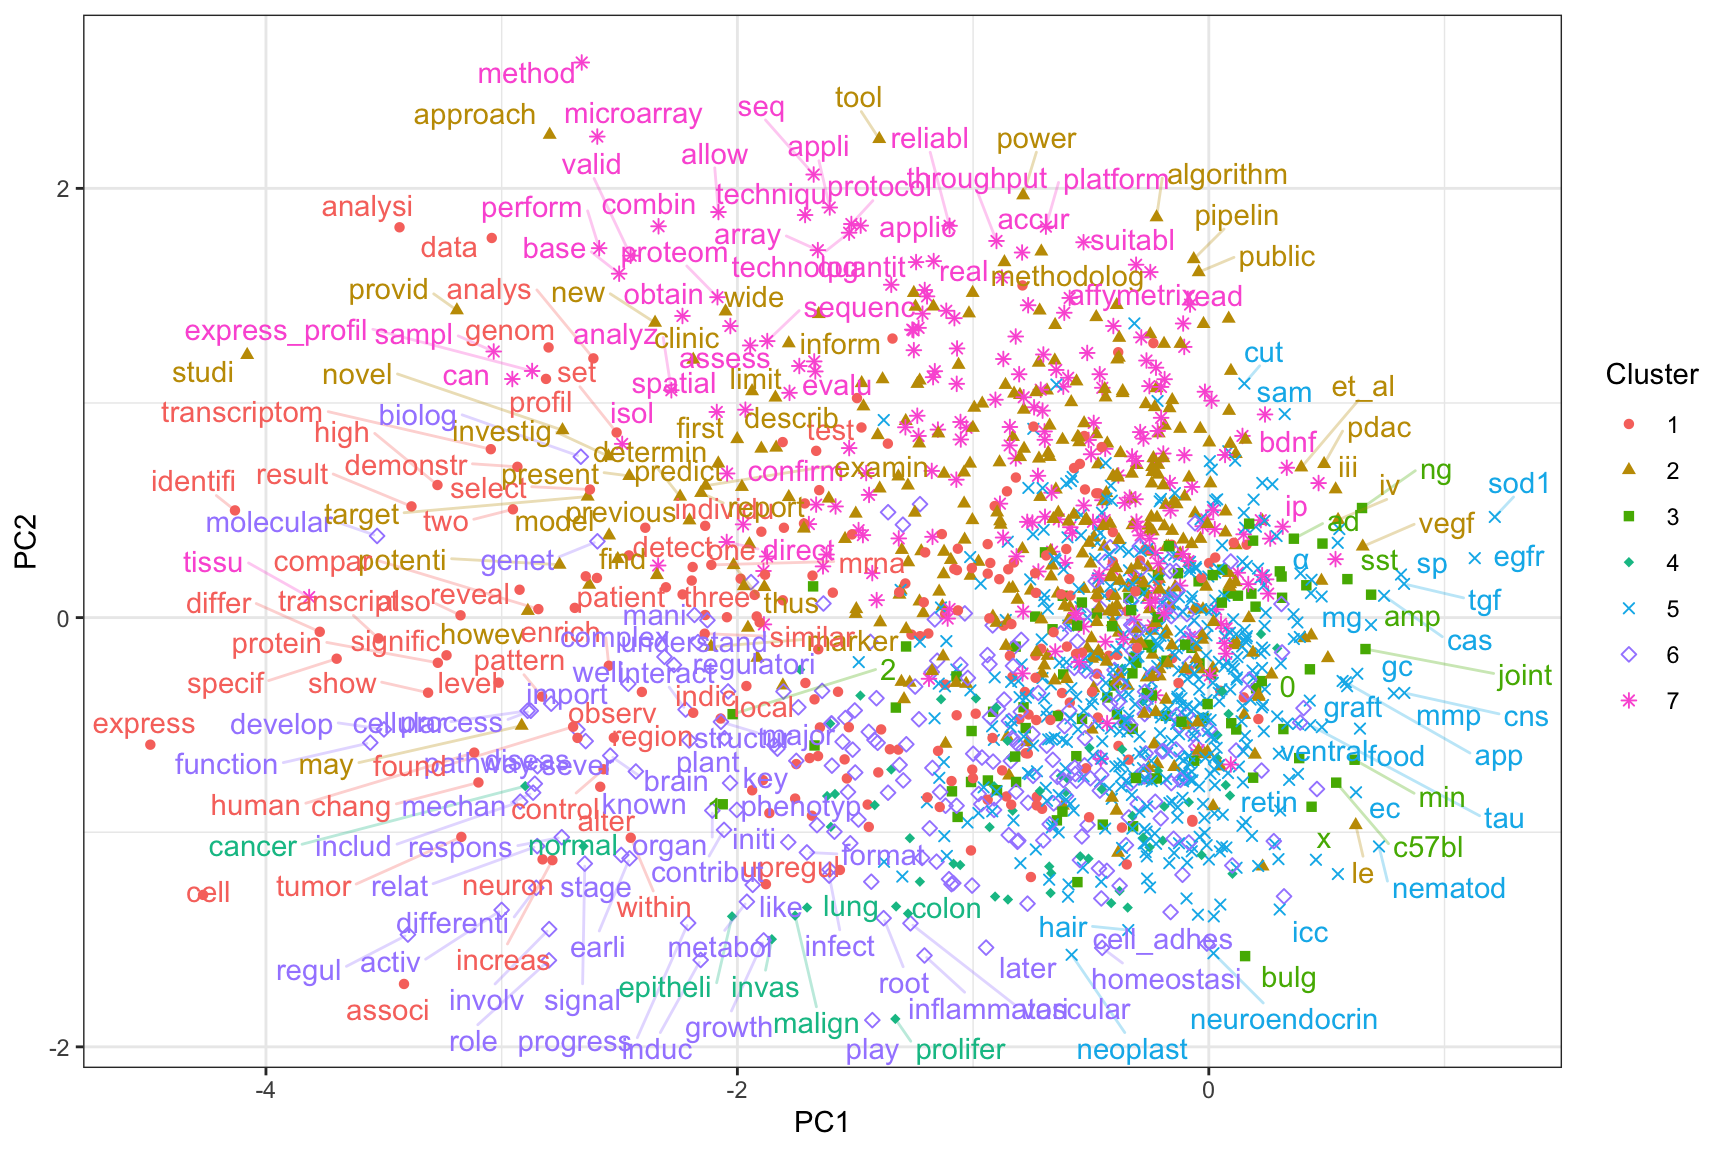 method
approach
microarray
seq
tool
valid
allow
appli
reliabl
power
analysi
perform
combin
techniqu
protocol
throughput
platform
algorithm
data
base
proteom
array
applic
accur
suitabl
pipelin
public
provid
analys
new
obtain
wide
technolog
quantit
real
methodolog
affymetrix
read
express_profil
sampl
genom
analyz
clinic
sequenc
inform
studi
novel
can
set
assess
spatial
limit
evalu
cut
sam
et_al
transcriptom
biolog
profil
isol
first
describ
test
bdnf
pdac
high
investig
determin
identifi
result
demonstr
present
predict
confirm
examin
iii
iv
ng
sod1
select
molecular
target
two
model
previous
individu
report
ip
ad
vegf
tissu
compar
potenti
genet
find
detect
one
direct
mrna
α
sst
sp
egfr
differ
transcript
also
reveal
patient
three
thus
tgf
protein
signific
howev
enrich
mani
complex
understand
similar
marker
mg
amp
cas
specif
show
level
pattern
well
interact
regulatori
2
gc
joint
0
express
develop
cellular
process
import
observ
indic
local
graft
mmp
cns
function
may
found
pathway
diseas
sever
region
structur
major
ventral
food
app
human
chang
mechan
control
known
brain
plant
key
phenotyp
1
retin
ec
min
tau
cancer
includ
respons
normal
alter
organ
initi
format
x
c57bl
cell
tumor
relat
neuron
stage
contribut
upregul
le
nematod
differenti
within
like
lung
colon
hair
cell_adhes
icc
regul
activ
increas
earli
metabol
infect
later
homeostasi
bulg
associ
involv
signal
epitheli
invas
root
inflammatori
vascular
neuroendocrin
role
progress
induc
growth
malign
play
prolifer
neoplast
2
0
-2
-4
-2
0
PC1
PC2
Cluster
1
2
3
4
5
6
7